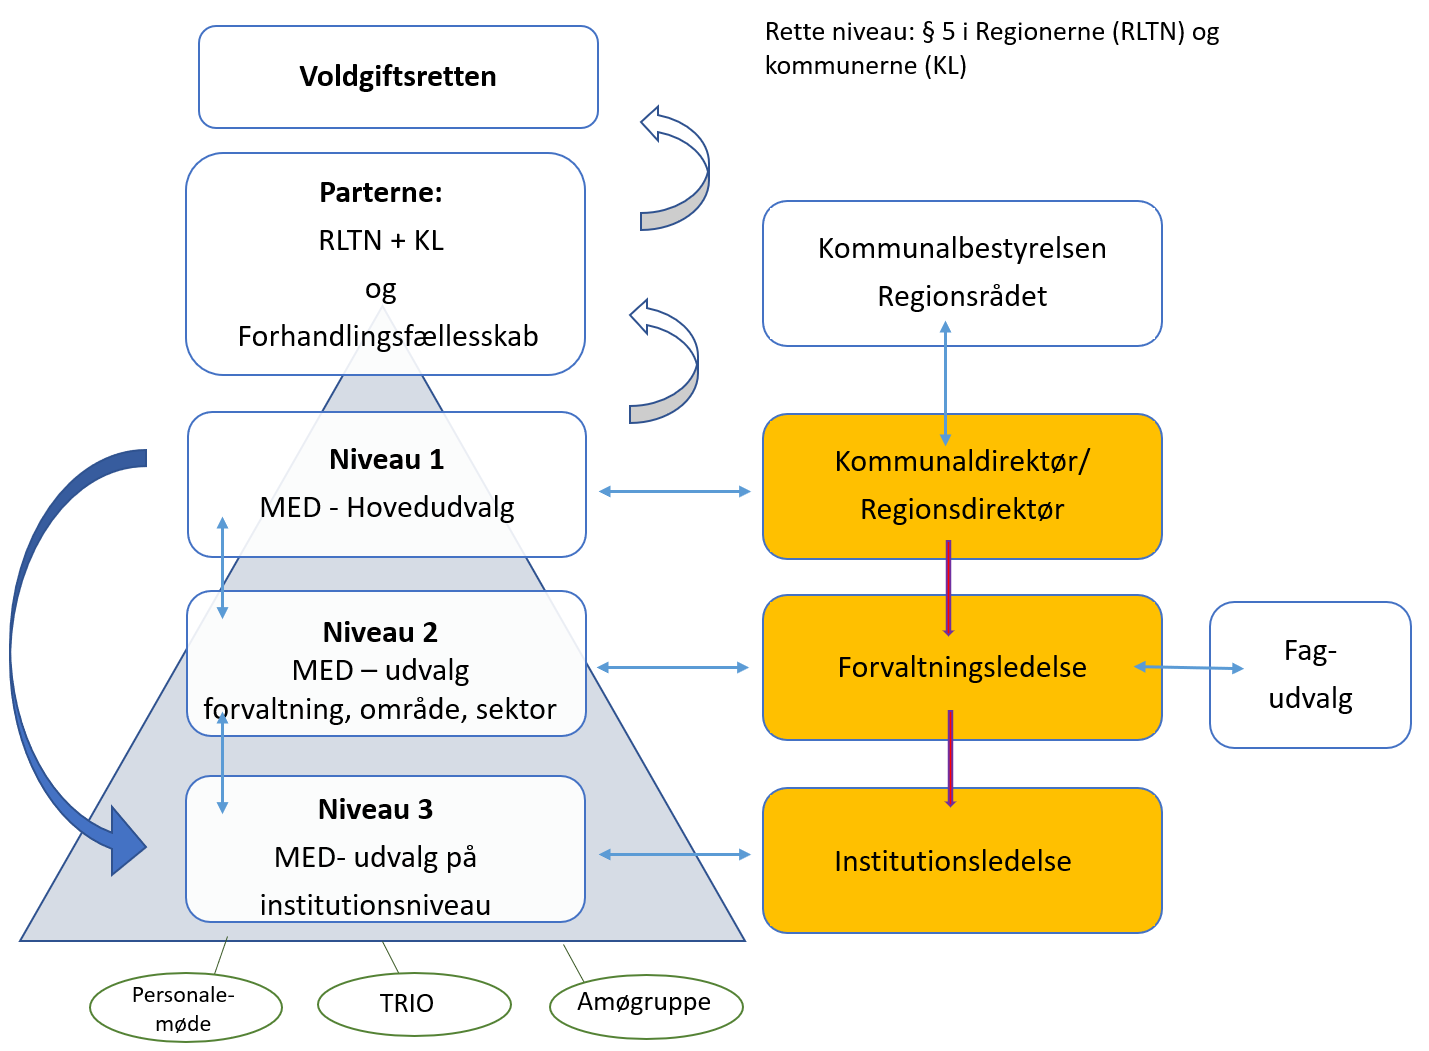 Rette niveau: § 5 i Regionerne (RLTN) og
kommunerne (KL)
Voldgiftsretten
Parterne:
RLTN + KL
og
Forhandlingsfællesskab
Kommunalbestyrelsen
Regionsrådet
Niveau 1
MED - Hovedudvalg
Kommunaldirektør/
Regionsdirektør
Niveau 2
MED – udvalg
forvaltning, område, sektor
Forvaltningsledelse
Fag-
udvalg
Niveau 3
MED- udvalg på
institutionsniveau
Institutionsledelse
Personale-
møde
TRIO
Amøgruppe